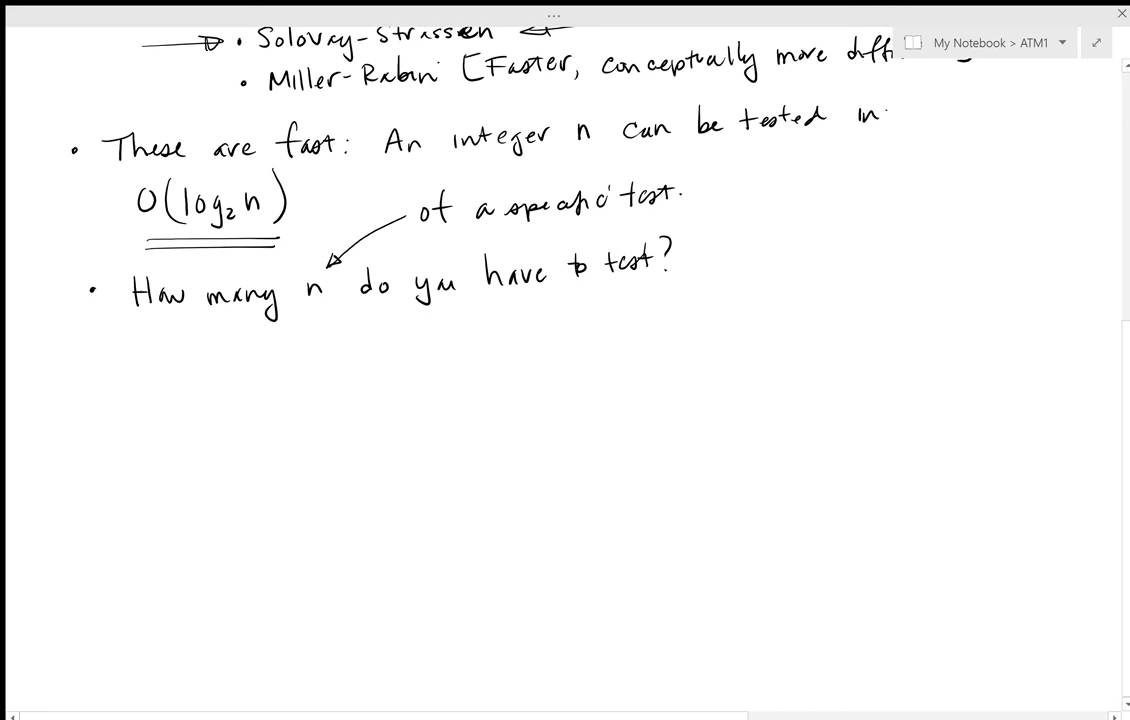 • Solovay-Strassen
• Miller-Rabin [Faster, conceptually more
My Notebook > ATM1
• These are fast: An integer n can be tested in
O(log₂ n)
of a specific test.
• How many n do you have to test?